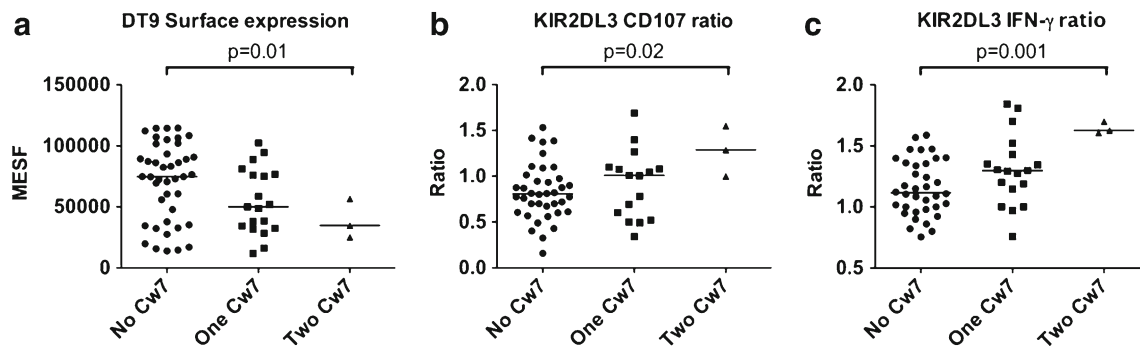 a
DT9 Surface expression
p=0.01
MESF
150000
100000
50000
0
No Cw7
One Cw7
Two Cw7
b
KIR2DL3 CD107 ratio
p=0.02
Ratio
2.0
1.5
1.0
0.5
0.0
No Cw7
One Cw7
Two Cw7
c
KIR2DL3 IFN-γ ratio
p=0.001
Ratio
2.0
1.5
1.0
0.5
No Cw7
One Cw7
Two Cw7